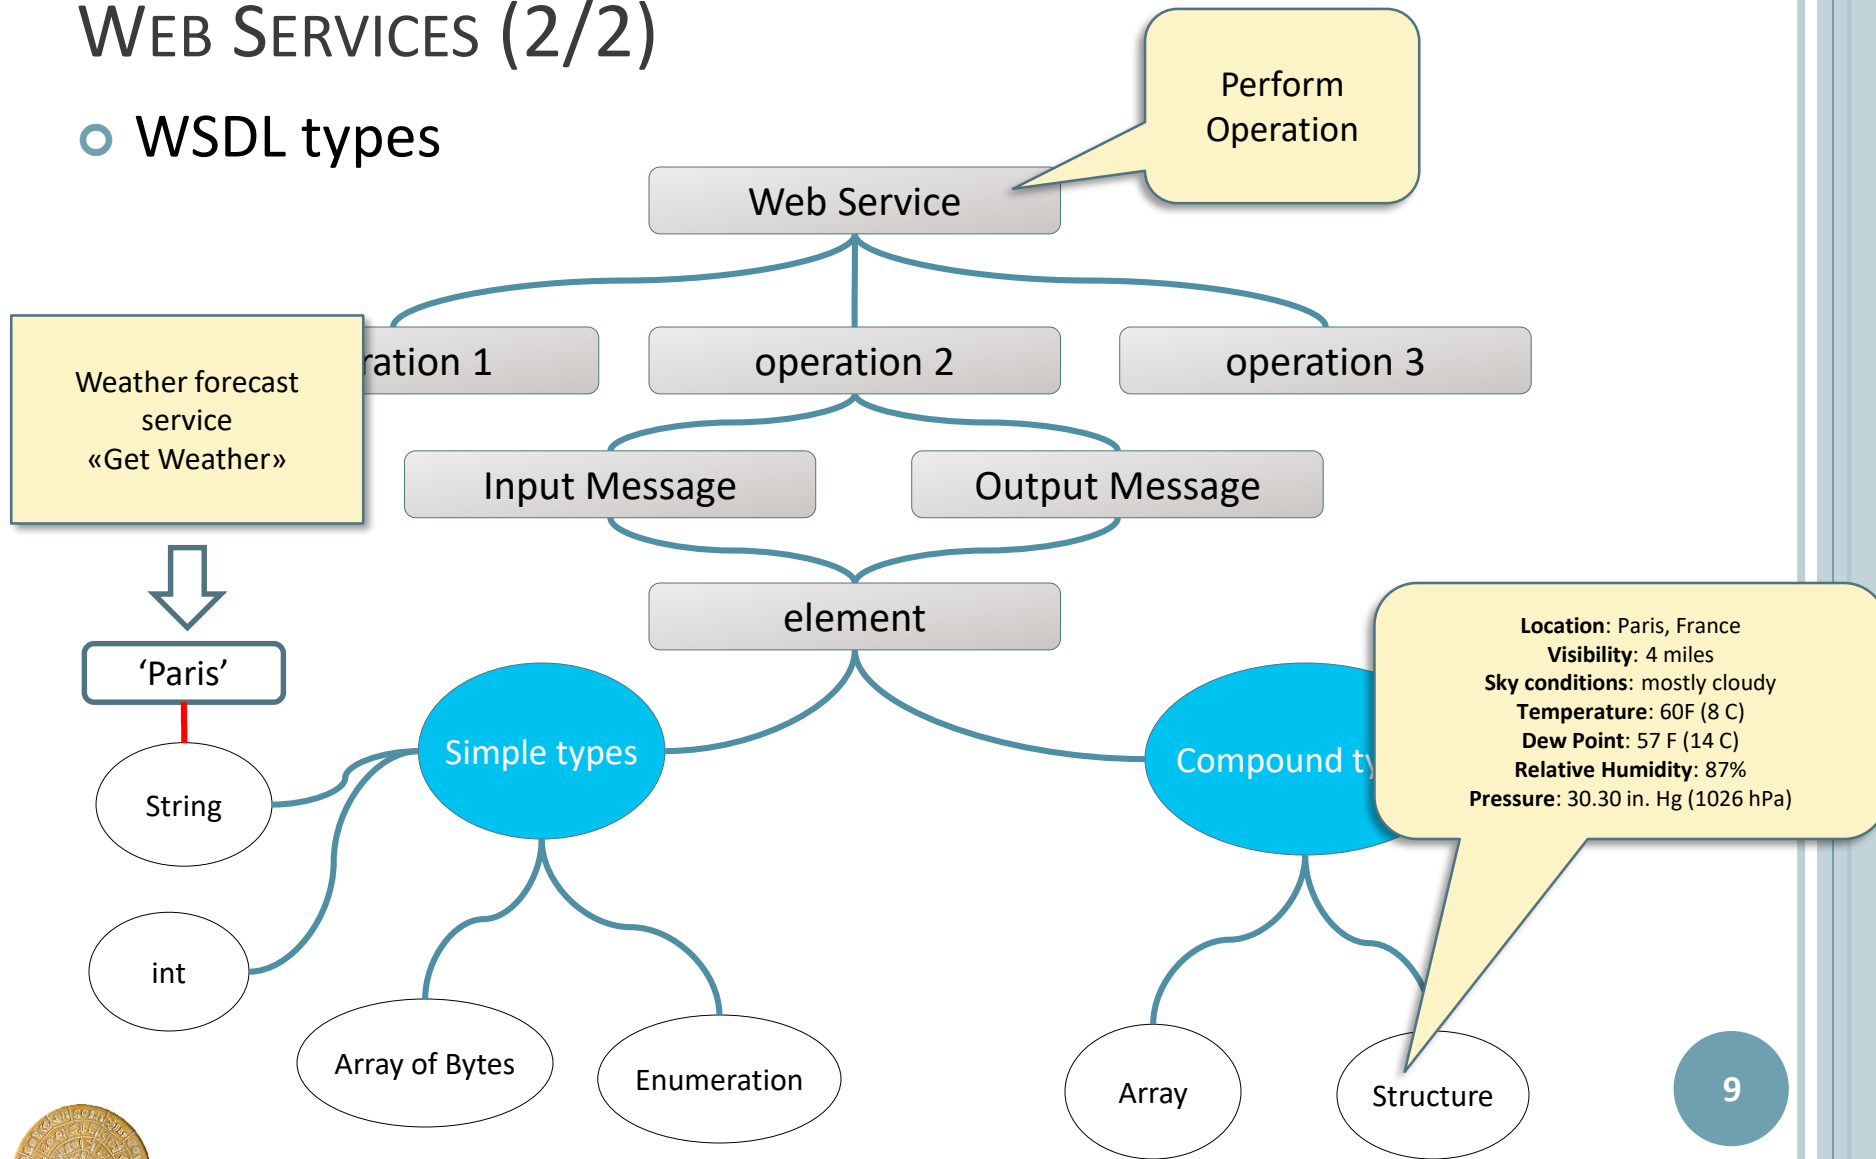 WEB SERVICES (2/2)
WSDL types
Perform
Operation
Web Service
Weather forecast
service
«Get Weather»
ration 1
operation 2
operation 3
Input Message
Output Message
element
‘Paris’
Simple types
Compound ty
Location: Paris, France
Visibility: 4 miles
Sky conditions: mostly cloudy
Temperature: 60F (8 C)
Dew Point: 57 F (14 C)
Relative Humidity: 87%
Pressure: 30.30 in. Hg (1026 hPa)
String
int
Array of Bytes
Enumeration
Array
Structure
9